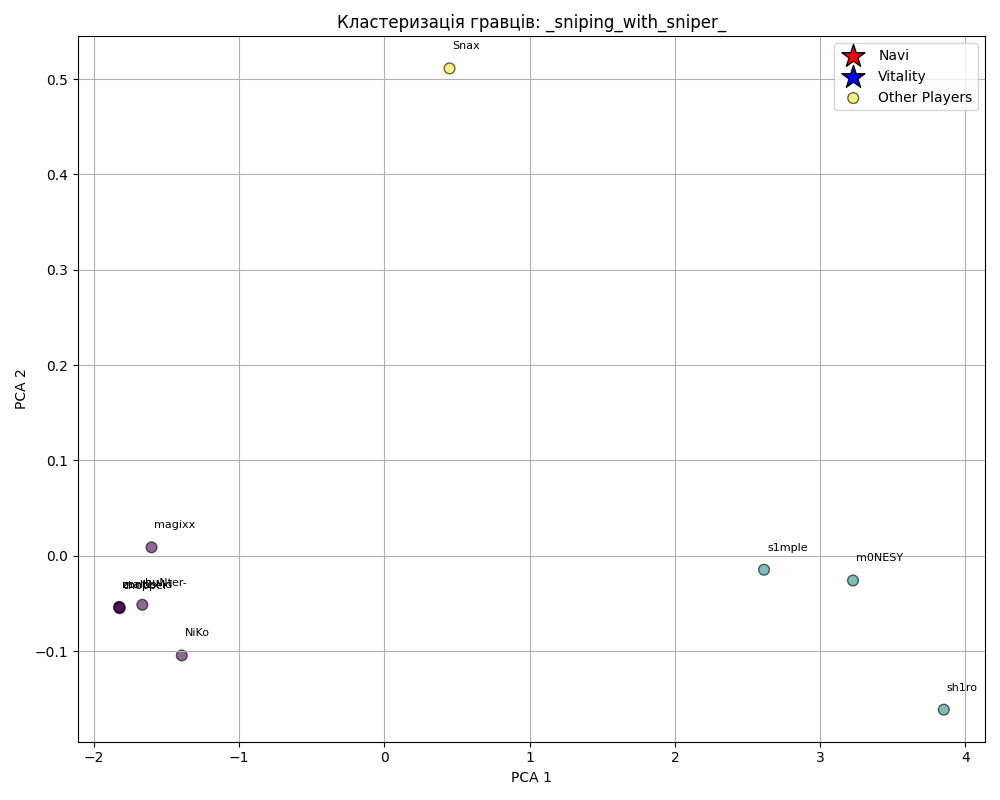 Кластеризація гравців: _sniping_with_sniper_
Snax
Navi
Vitality
Other Players
0.5
0.4
0.3
0.2
0.1
0.0
−0.1
PCA 2
magixx
huNter-
chopper
NiKo
s1mple
m0NESY
sh1ro
−2
−1
0
1
2
3
4
PCA 1